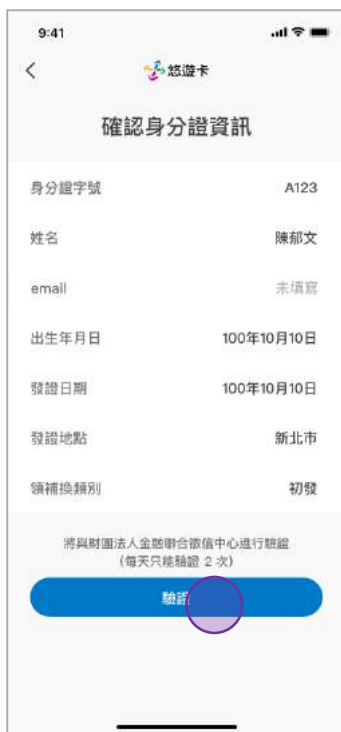 9:41
悠遊卡
確認身分證資訊
身分證字號 A123
姓名 陳郁文
email 未填寫
出生年月日 100年10月10日
發證日期 100年10月10日
發證地點 新北市
領補換類別 初發
將與財團法人金融聯合徵信中心進行驗證
(每天只能驗證 2 次)
驗證